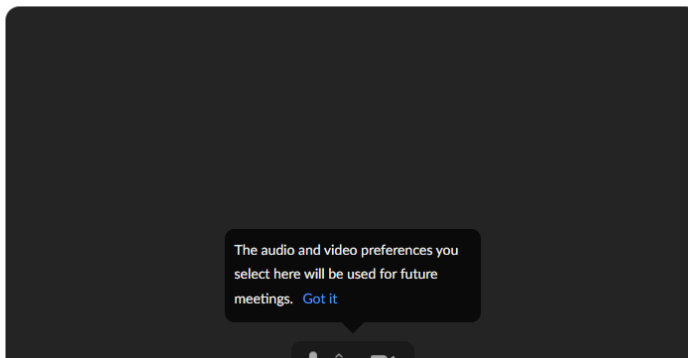 The audio and video preferences you
select here will be used for future
meetings. Got it